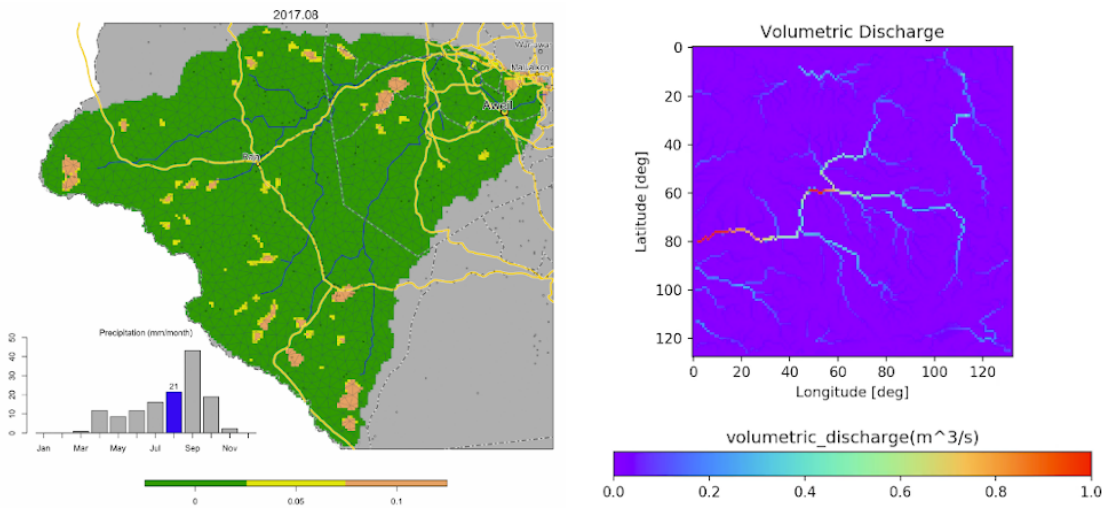 2017.08
Aweil
Raja
Precipitation (mm/month)
50
40
30
20
10
0
21
Jan Mar May Jul Sep Nov
0 0.05 0.1
Volumetric Discharge
Latitude [deg]
0
20
40
60
80
100
120
0 20 40 60 80 100 120
Longitude [deg]
volumetric_discharge(m^3/s)
0.0 0.2 0.4 0.6 0.8 1.0